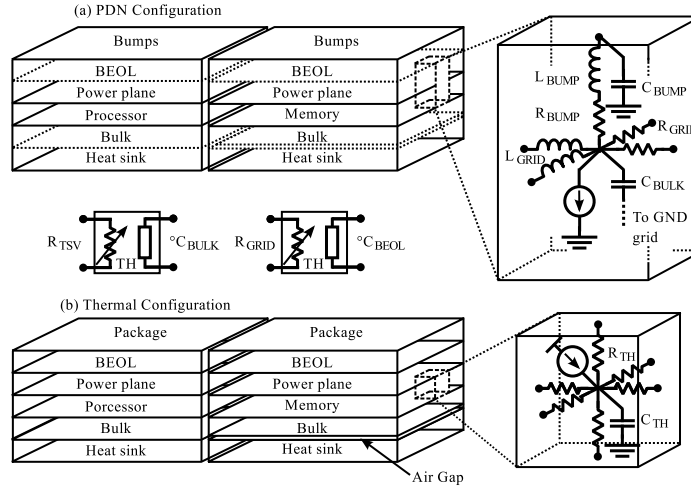 (a) PDN Configuration
Bumps
BEOL
Power plane
Processor
Bulk
Heat sink
Bumps
BEOL
Power plane
Memory
Bulk
Heat sink
L BUMP
C BUMP
R BUMP
R GRID
L GRID
C BULK
To GND
grid
R TSV
TH
°C BULK
R GRID
TH
°C BEOL
(b) Thermal Configuration
Package
BEOL
Power plane
Porcessor
Bulk
Heat sink
Package
BEOL
Power plane
Memory
Bulk
Heat sink
Air Gap
R TH
C TH